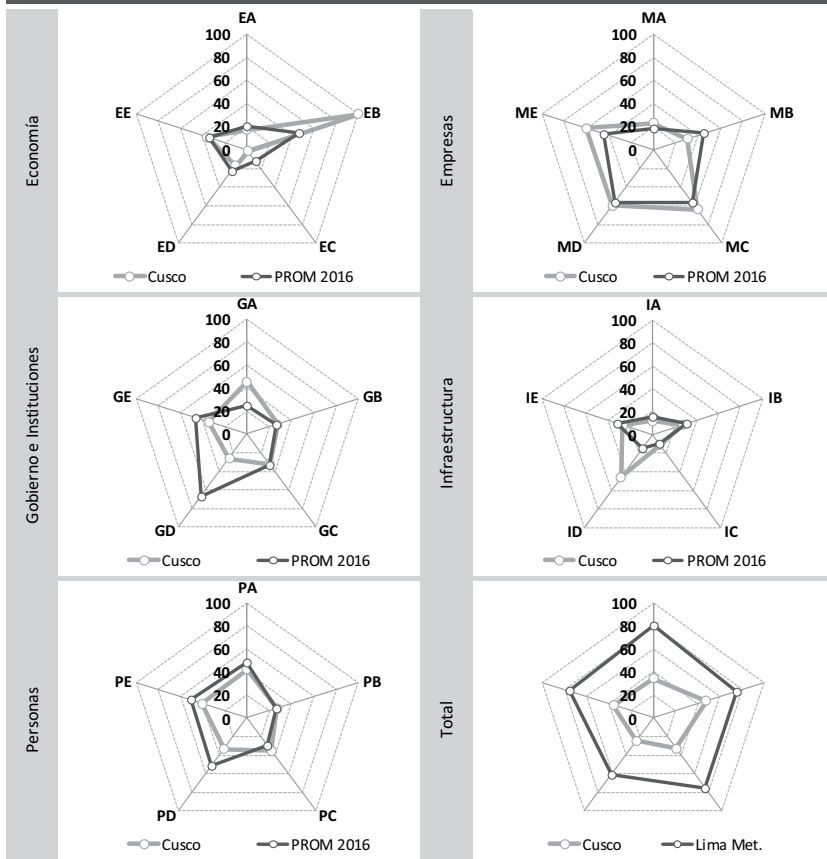 Economía
EA
100
80
60
40
20
0
EE
EB
ED
EC
Cusco
PROM 2016
Empresas
MA
100
80
60
40
20
0
ME
MB
MD
MC
Cusco
PROM 2016
Gobierno e Instituciones
GA
100
80
60
40
20
0
GE
GB
GD
GC
Cusco
PROM 2016
Infraestructura
IA
100
80
60
40
20
0
IE
IB
ID
IC
Cusco
PROM 2016
Personas
PA
100
80
60
40
20
0
PE
PB
PD
PC
Cusco
PROM 2016
Total
100
80
60
40
20
0
Cusco
Lima Met.